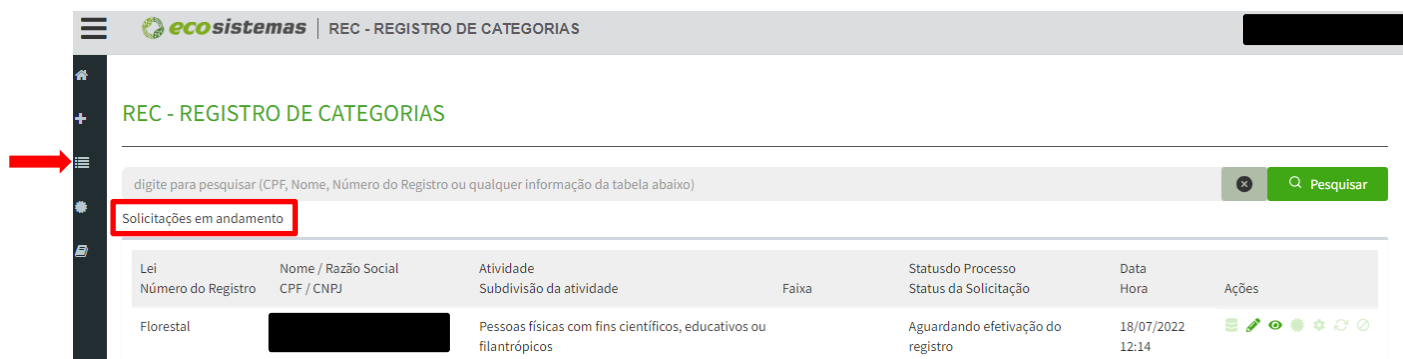 ecosistemas | REC - REGISTRO DE CATEGORIAS
REC - REGISTRO DE CATEGORIAS
digite para pesquisar (CPF, Nome, Número do Registro ou qualquer informação da tabela abaixo)
Pesquisar
Solicitações em andamento
Lei Nome / Razão Social Atividade Statusdo Processo Data
Número do Registro CPF / CNPJ Subdivisão da atividade Faixa Status da Solicitação Hora Ações
Florestal Pessoas físicas com fins científicos, educativos ou Aguardando efetivação do 18/07/2022
filantrópicos registro 12:14